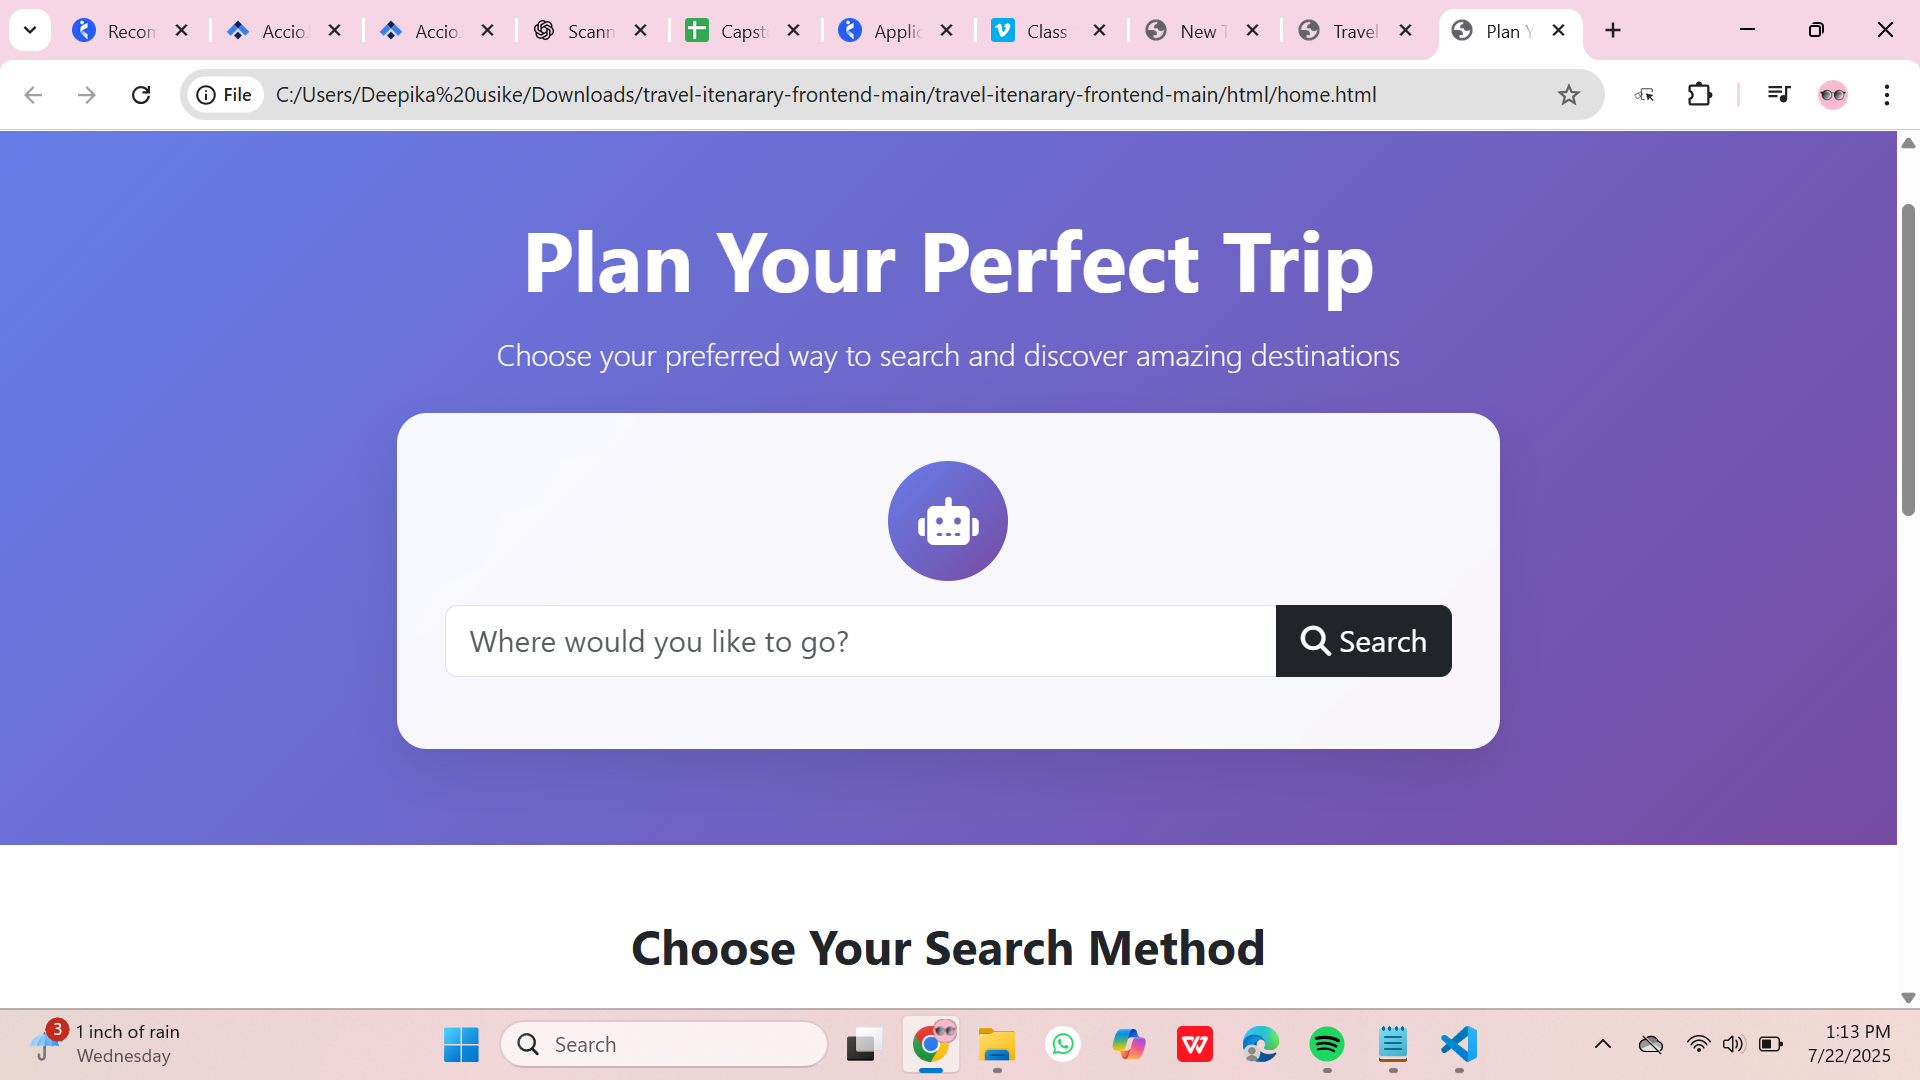 Recon
Accio.
Accio.
Scann
Capst
Applic
Class
New T
Travel
Plan Y
File
C:/Users/Deepika%20usike/Downloads/travel-itenarary-frontend-main/travel-itenarary-frontend-main/html/home.html
Plan Your Perfect Trip
Choose your preferred way to search and discover amazing destinations
Where would you like to go?
Search
Choose Your Search Method
3
1 inch of rain
Wednesday
Search
W
1:13 PM
7/22/2025